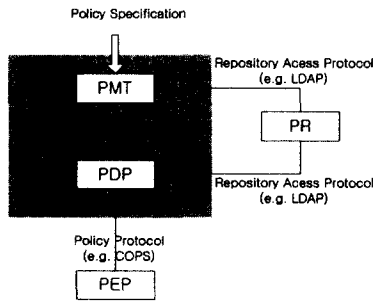 Policy Specification
PMT
Repository Acess Protocol
(e.g. LDAP)
PR
PDP
Repository Acess Protocol
(e.g. LDAP)
Policy Protocol
(e.g. COPS)
PEP